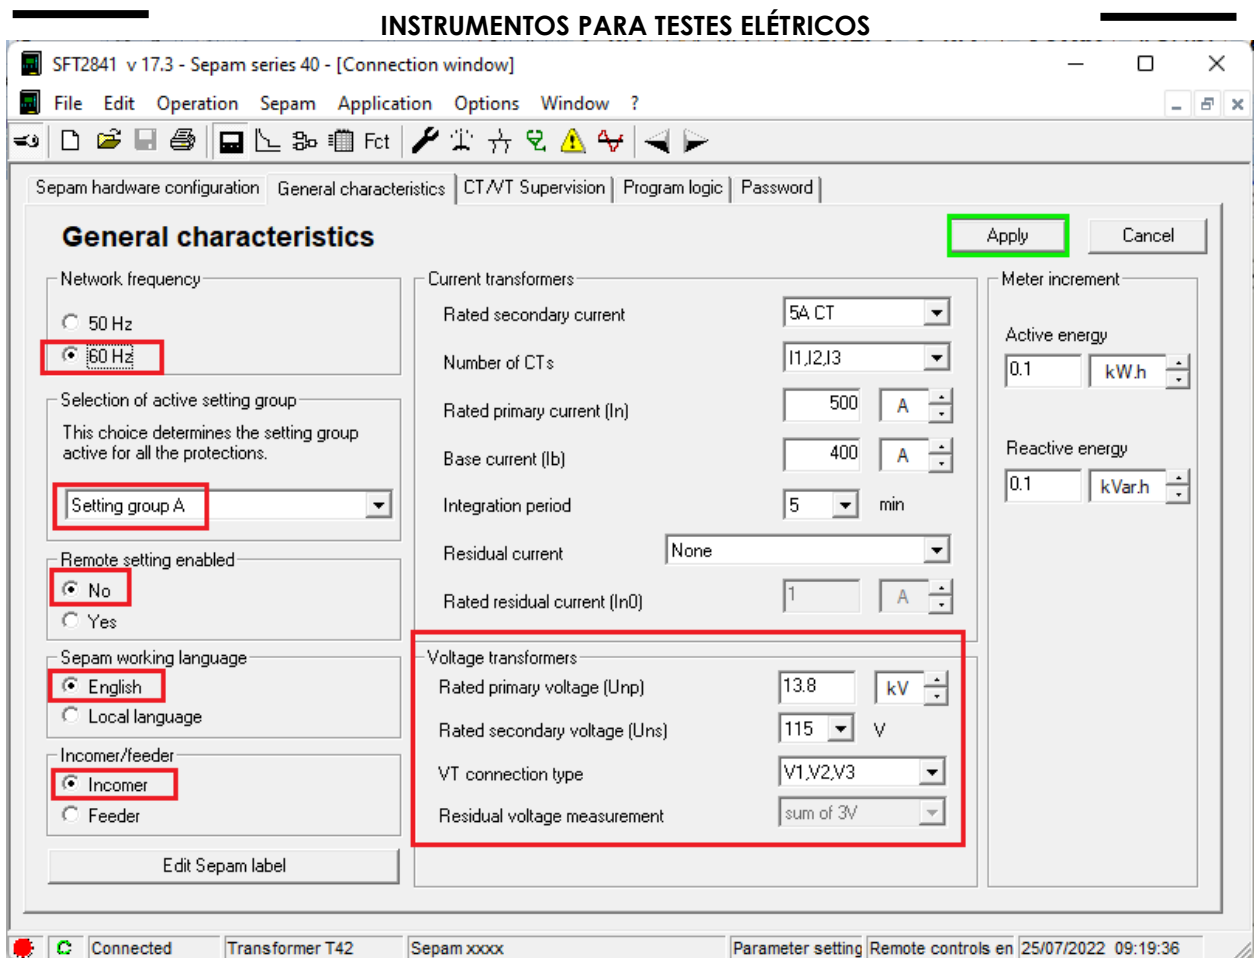 INSTRUMENTOS PARA TESTES ELÉTRICOS
SFT2841 v 17.3 - Sepam series 40 - [Connection window]
File Edit Operation Sepam Application Options Window ?
Fct
Sepam hardware configuration General characteristics CT/VT Supervision Program logic Password
General characteristics
Apply Cancel
Network frequency
50 Hz
60 Hz
Selection of active setting group
This choice determines the setting group
active for all the protections.
Setting group A
Remote setting enabled
No
Yes
Sepam working language
English
Local language
Incomer/feeder
Incomer
Feeder
Edit Sepam label
Current transformers
Rated secondary current 5A CT
Number of CTs I1,I2,I3
Rated primary current (In) 500 A
Base current (Ib) 400 A
Integration period 5 min
Residual current None
Rated residual current (In0) 1 A
Voltage transformers
Rated primary voltage (Unp) 13.8 kV
Rated secondary voltage (Uns) 115 V
VT connection type V1,V2,V3
Residual voltage measurement sum of 3V
Meter increment
Active energy
0.1 kW.h
Reactive energy
0.1 kVar.h
Connected Transformer T42 Sepam xxxx Parameter setting Remote controls en 25/07/2022 09:19:36